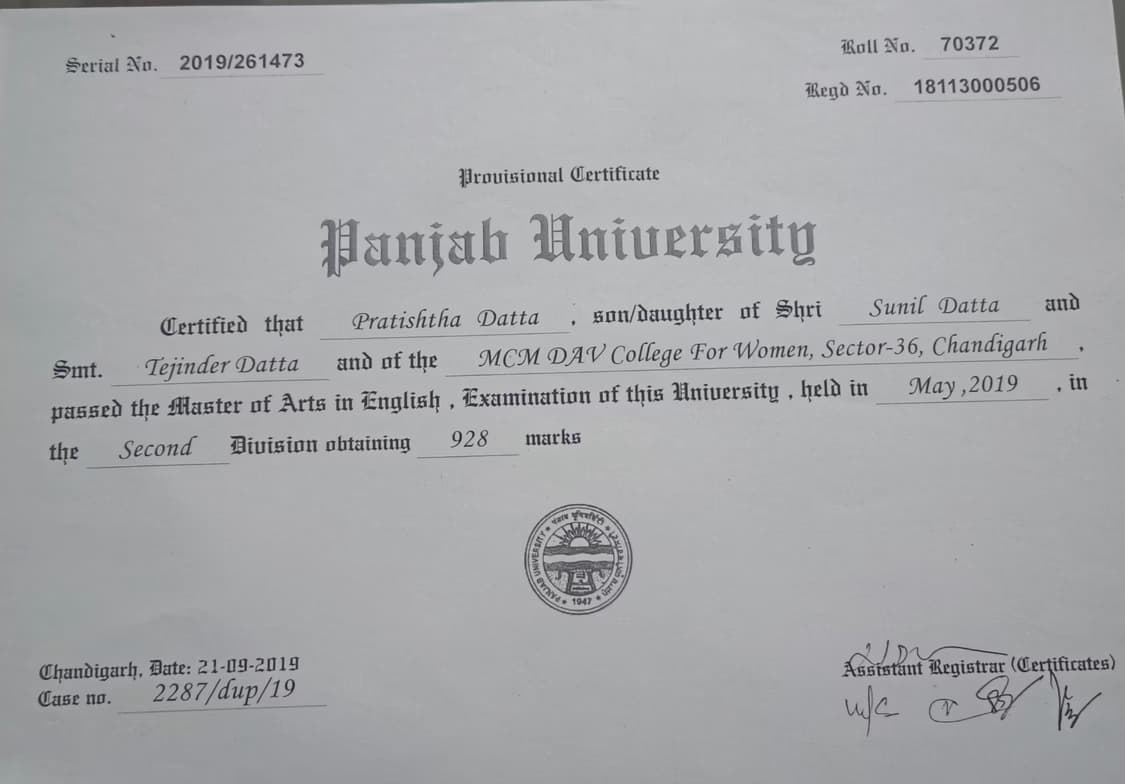 Serial No. 2019/261473
Roll No. 70372
Regd No. 18113000506
Provisional Certificate
Panjab University
Certified that Pratishtha Datta , son/daughter of Shri Sunil Datta and
Smt. Tejinder Datta and of the MCM DAV College For Women, Sector-36, Chandigarh ,
passed the Master of Arts in English , Examination of this University , held in May ,2019 , in
the Second Division obtaining 928 marks
PANJAB UNIVERSITY
1947
Chandigarh, Date: 21-09-2019
Case no. 2287/dup/19
Assistant Registrar (Certificates)